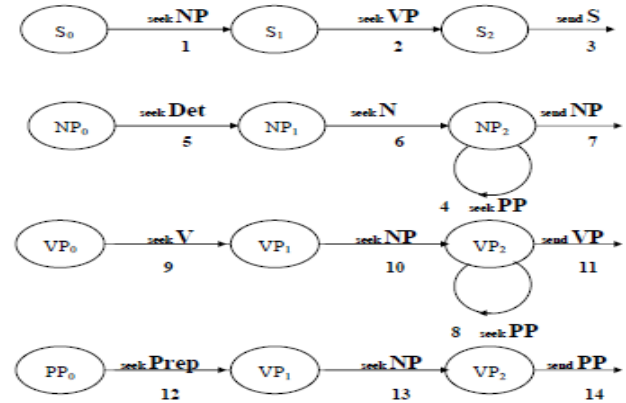 S₀ seek NP S₁ seek VP S₂ send S
1 2 3
NP₀ seek Det NP₁ seek N NP₂ send NP
5 6 7
4 seek PP
VP₀ seek V VP₁ seek NP VP₂ send VP
9 10 11
8 seek PP
PP₀ seek Prep VP₁ seek NP VP₂ send PP
12 13 14